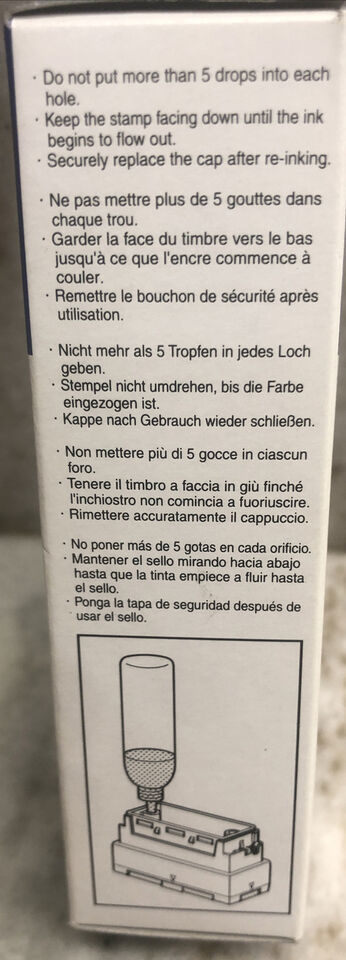 · Do not put more than 5 drops into each
hole.
· Keep the stamp facing down until the ink
begins to flow out.
· Securely replace the cap after re-inking.
· Ne pas mettre plus de 5 gouttes dans
chaque trou.
· Garder la face du timbre vers le bas
jusqu'à ce que l'encre commence à
couler.
· Remettre le bouchon de sécurité après
utilisation.
· Nicht mehr als 5 Tropfen in jedes Loch
geben.
· Stempel nicht umdrehen, bis die Farbe
eingezogen ist.
· Kappe nach Gebrauch wieder schließen.
· Non mettere più di 5 gocce in ciascun
foro.
· Tenere il timbro a faccia in giù finché
l'inchiostro non comincia a fuoriuscire.
· Rimettere accuratamente il cappuccio.
· No poner más de 5 gotas en cada orificio.
· Mantener el sello mirando hacia abajo
hasta que la tinta empiece a fluir hasta
el sello.
· Ponga la tapa de seguridad después de
usar el sello.